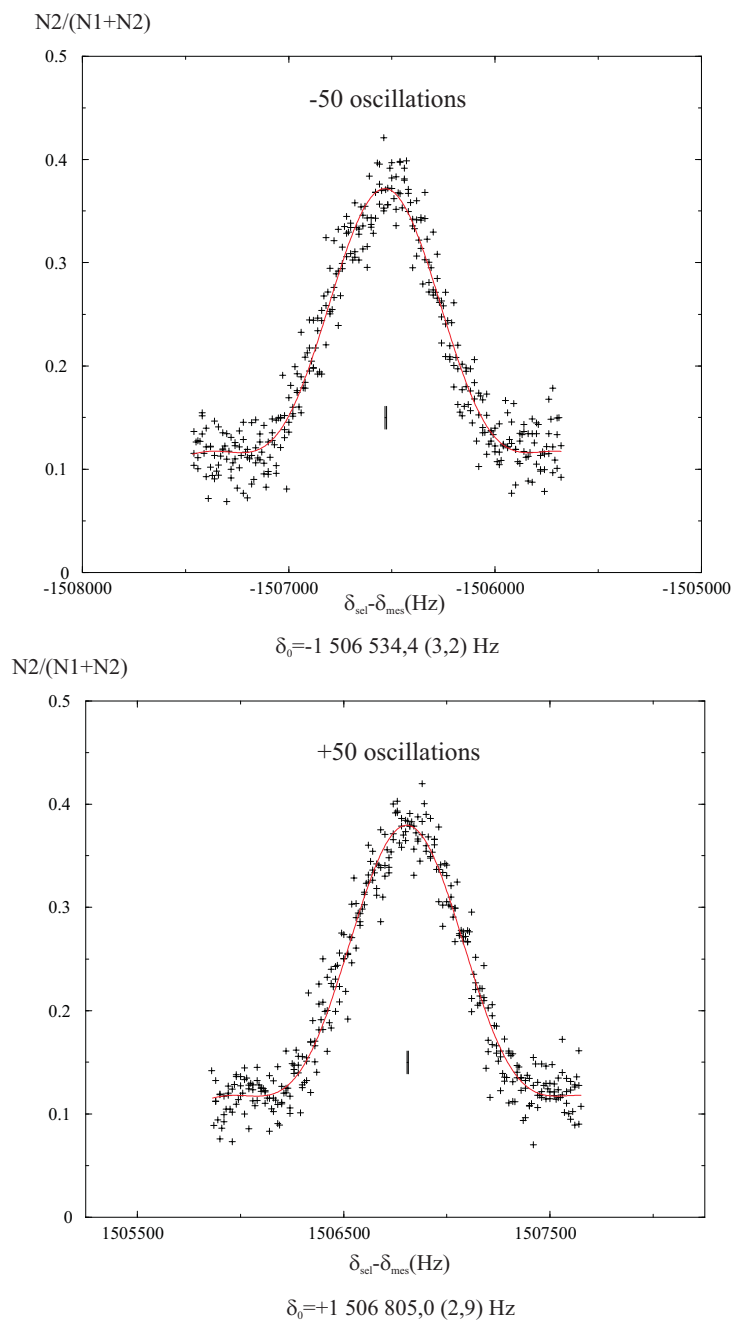 N2/(N1+N2)
0.5
-50 oscillations
0.4
0.3
0.2
0.1
0
-1508000 -1507000 -1506000 -1505000
δsel-δmes(Hz)
δ0=-1 506 534,4 (3,2) Hz
N2/(N1+N2)
0.5
+50 oscillations
0.4
0.3
0.2
0.1
0
1505500 1506500 1507500
δsel-δmes(Hz)
δ0=+1 506 805,0 (2,9) Hz